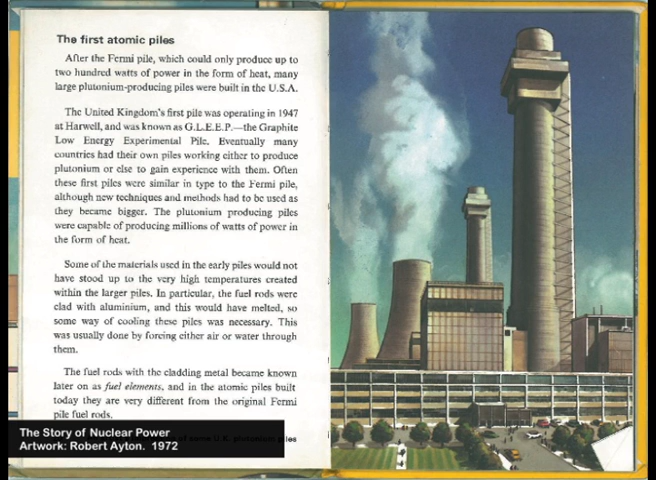 The first atomic piles
After the Fermi pile, which could only produce up to
two hundred watts of power in the form of heat, many
large plutonium-producing piles were built in the U.S.A.
The United Kingdom's first pile was operating in 1947
at Harwell, and was known as G.L.E.E.P.—the Graphite
Low Energy Experimental Pile. Eventually many
countries had their own piles working either to produce
plutonium or else to gain experience with them. Often
these first piles were similar in type to the Fermi pile,
although new techniques and methods had to be used as
they became bigger. The plutonium producing piles
were capable of producing millions of watts of power in
the form of heat.
Some of the materials used in the early piles would not
have stood up to the very high temperatures created
within the larger piles. In particular, the fuel rods were
clad with aluminium, and this would have melted, so
some way of cooling these piles was necessary. This
was usually done by forcing either air or water through
them.
The fuel rods with the cladding metal became known
later on as fuel elements, and in the atomic piles built
today they are very different from the original Fermi
pile fuel rods.
of some U.K. plutonium piles
The Story of Nuclear Power
Artwork: Robert Ayton. 1972